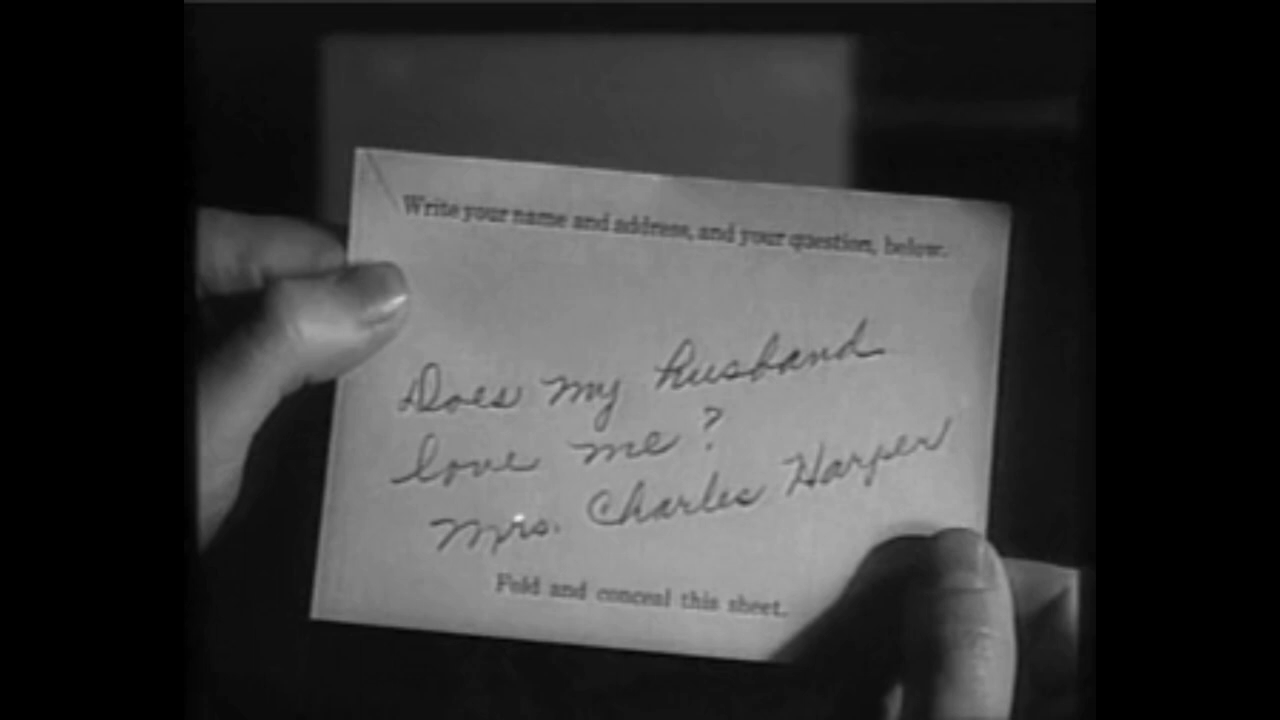 Write your name and address, and your question, below.
Does my husband
love me?
Mrs. Charles Harper
Fold and conceal this sheet.